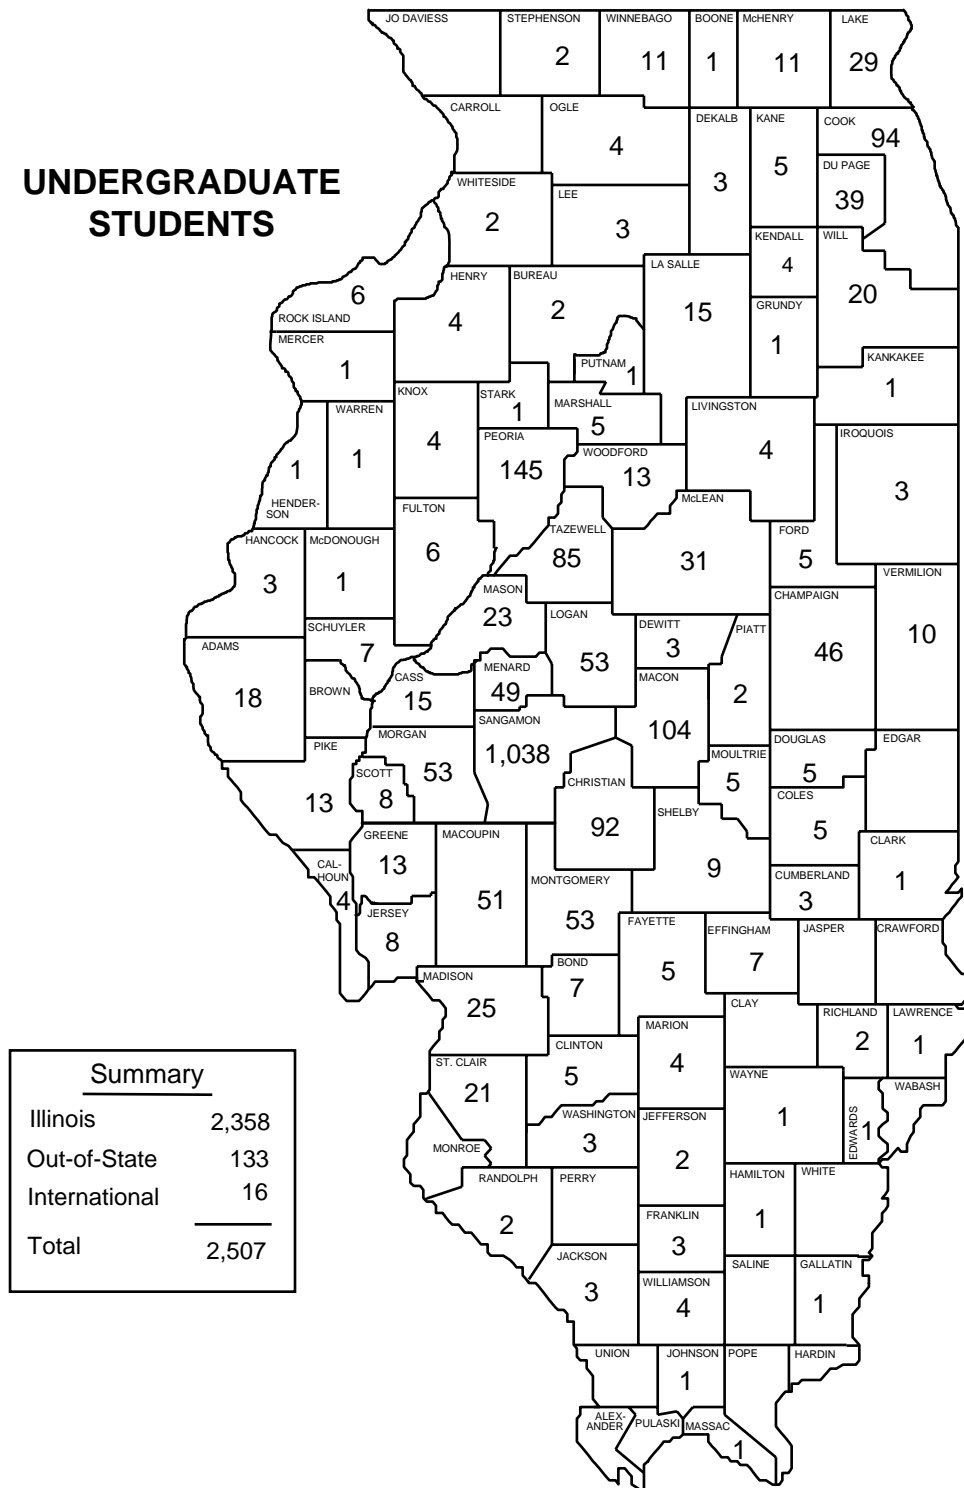 JO DAVIESS
STEPHENSON
2
WINNEBAGO
11
BOONE
1
McHENRY
11
LAKE
29
CARROLL
OGLE
4
DEKALB
3
KANE
5
COOK
94
DU PAGE
39
UNDERGRADUATE
STUDENTS
WHITESIDE
2
LEE
3
KENDALL
4
WILL
20
ROCK ISLAND
6
HENRY
4
BUREAU
2
LA SALLE
15
GRUNDY
1
MERCER
1
PUTNAM
1
KANKAKEE
1
KNOX
4
STARK
1
MARSHALL
5
LIVINGSTON
4
WARREN
1
HENDER-
SON
1
PEORIA
145
WOODFORD
13
IROQUOIS
3
McLEAN
31
FULTON
6
TAZEWELL
85
FORD
5
HANCOCK
3
McDONOUGH
1
VERMILION
10
MASON
23
LOGAN
53
CHAMPAIGN
46
SCHUYLER
7
DEWITT
3
PIATT
2
ADAMS
18
BROWN
CASS
15
MENARD
49
MACON
104
SANGAMON
1,038
MORGAN
53
PIKE
13
SCOTT
8
CHRISTIAN
92
MOULTRIE
5
DOUGLAS
5
EDGAR
COLES
5
SHELBY
9
GREENE
13
MACOUPIN
51
CLARK
1
CAL-
HOUN
4
MONTGOMERY
53
CUMBERLAND
3
JERSEY
8
FAYETTE
5
EFFINGHAM
7
JASPER
CRAWFORD
MADISON
25
BOND
7
CLAY
RICHLAND
2
LAWRENCE
1
MARION
4
CLINTON
5
ST. CLAIR
21
WAYNE
1
EDWARDS
1
WABASH
WASHINGTON
3
JEFFERSON
2
MONROE
RANDOLPH
2
PERRY
HAMILTON
1
WHITE
FRANKLIN
3
JACKSON
3
WILLIAMSON
4
SALINE
GALLATIN
1
UNION
JOHNSON
1
POPE
HARDIN
ALEX-
ANDER
PULASKI
MASSAC
1
Summary
Illinois 2,358
Out-of-State 133
International 16
Total 2,507